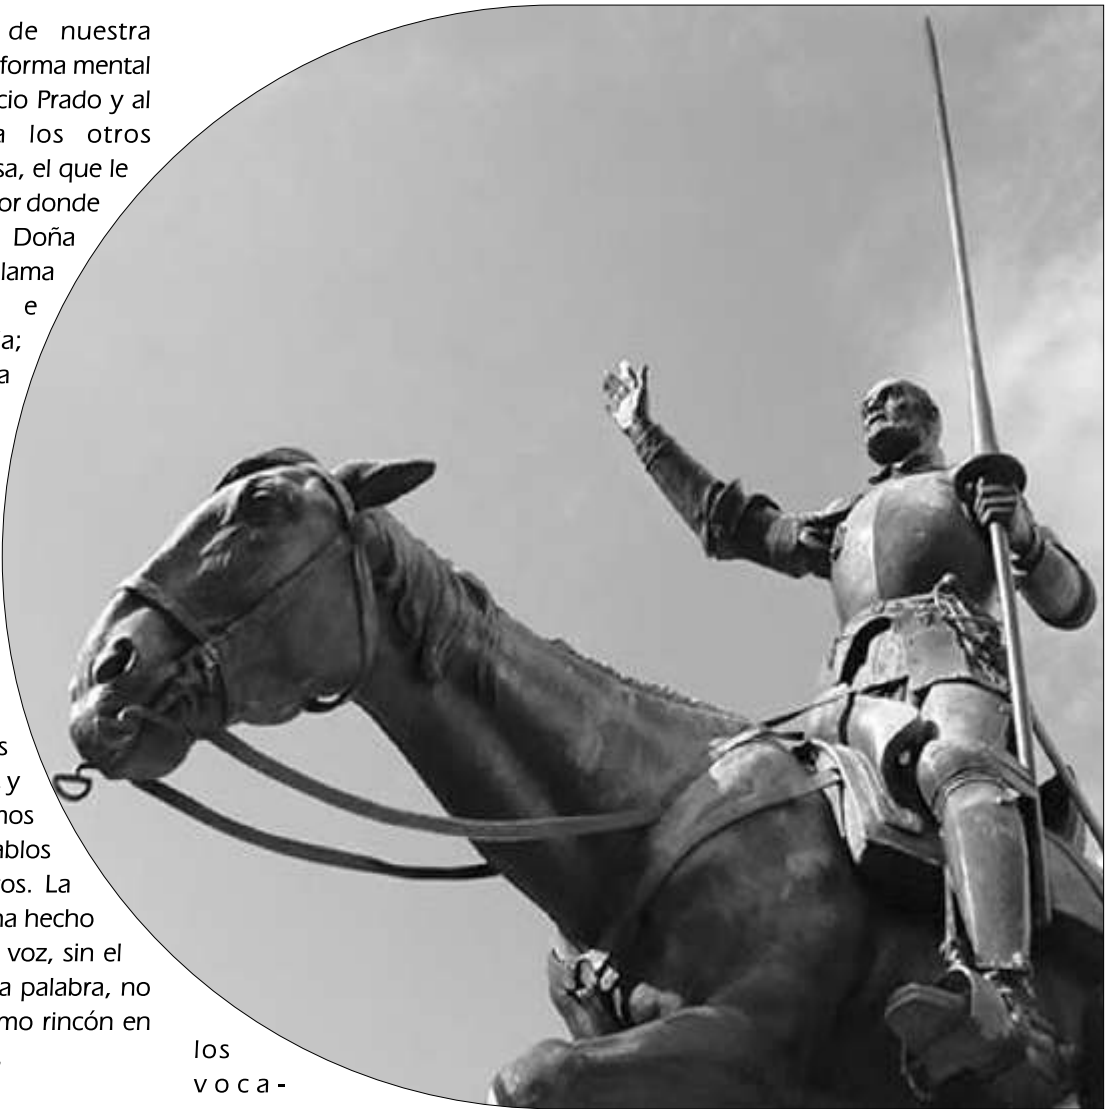 de nuestra
forma mental
cio Prado y al
a los otros
sa, el que le
or donde
Doña
lama
e
a;
a
s
y
nos
ablos
os. La
ha hecho
voz, sin el
a palabra, no
mo rincón en
los
voca-